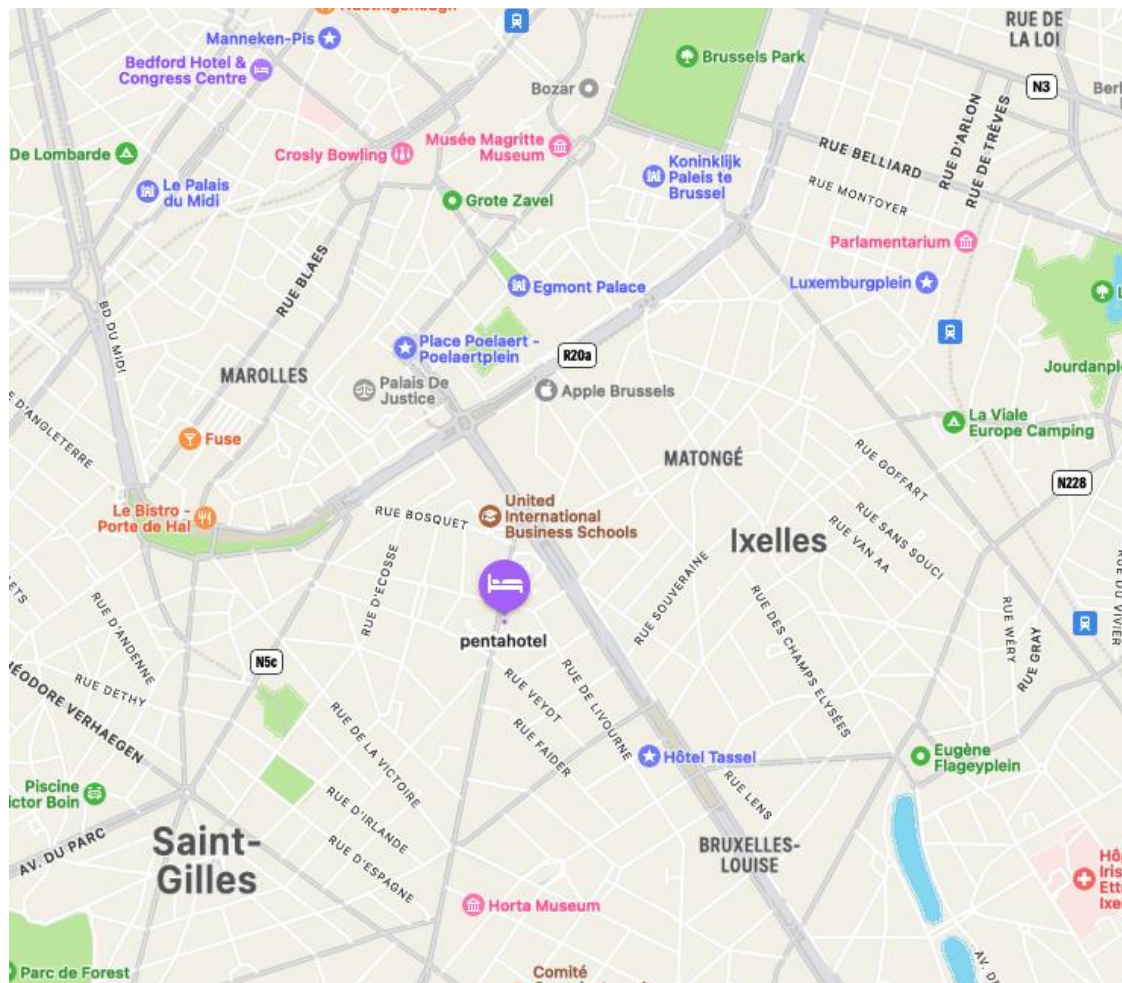 RUE DE
LA LOI
Manneken-Pis
Bedford Hotel &
Congress Centre
Brussels Park
Bozar
N3
De Lombarde
Crosly Bowling
Musée Magritte
Museum
Koninklijk
Paleis te
Brussel
RUE BELLIARD
RUE D'ARLON
RUE DE TRÈVES
Le Palais
du Midi
RUE MONTOYER
Grote Zavel
Parlamentarium
RUE BLAES
Egmont Palace
Luxemburgplein
BD DU MIDI
Place Poelaert -
Poelaertplein
R20a
MAROLLES
Palais De
Justice
Apple Brussels
La Viale
Europe Camping
Fuse
MATONGÉ
RUE GOFFART
N228
Le Bistro -
Porte de Hal
RUE BOSQUET
United
International
Business Schools
Ixelles
RUE SANS SOUCI
RUE VAN AA
RUE D'ECOSSE
RUE SOUVERAINE
RUE DES CHAMPS ELYSÉES
RUE WÉRY
RUE GRAY
RUE DU VIVIER
RUE D'ANDENNE
pentahotel
N5c
RUE DETHY
RUE VEYDT
RUE DE LIVOURNE
RUE FAIDER
RUE DE LA VICTOIRE
Hôtel Tassel
Eugène
Flageyplein
Piscine
RUE LENS
RUE D'IRLANDE
RUE D'ESPAGNE
AV. DU PARC
Saint-
Gilles
BRUXELLES-
LOUISE
Horta Museum
Parc de Forest
Comité